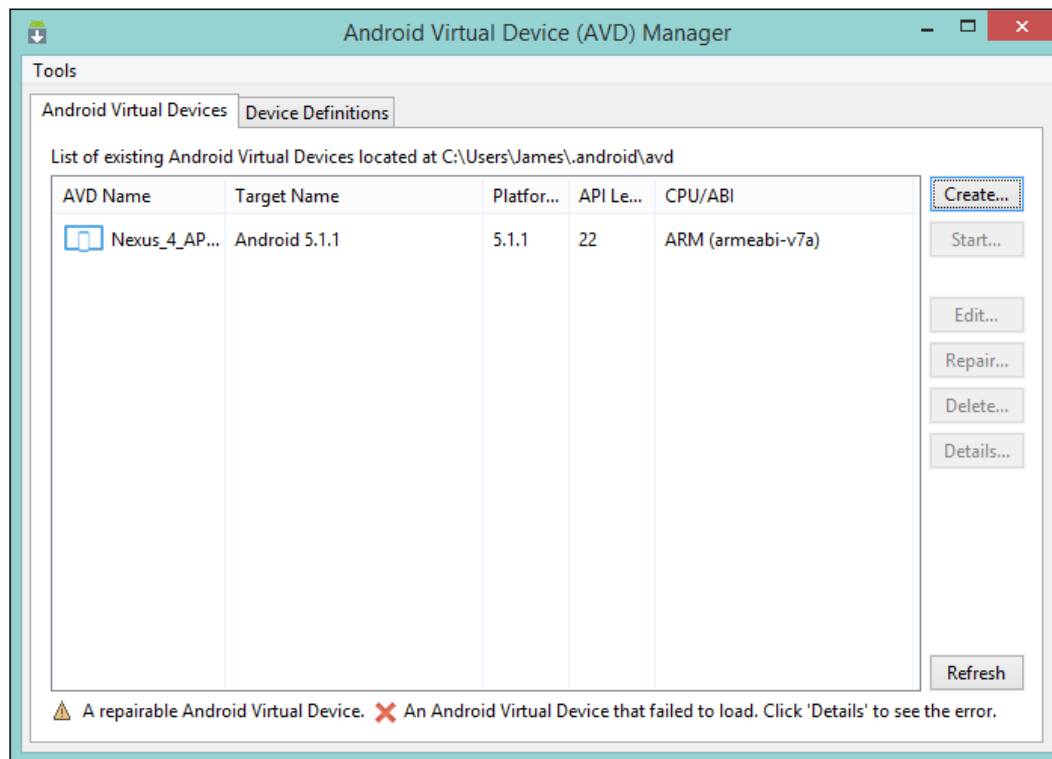 Android Virtual Device (AVD) Manager
Tools
Android Virtual Devices
Device Definitions
List of existing Android Virtual Devices located at C:\Users\James\.android\avd
AVD Name Target Name Platfor... API Le... CPU/ABI
Nexus_4_AP... Android 5.1.1 5.1.1 22 ARM (armeabi-v7a)
Create...
Start...
Edit...
Repair...
Delete...
Details...
Refresh
A repairable Android Virtual Device. An Android Virtual Device that failed to load. Click 'Details' to see the error.